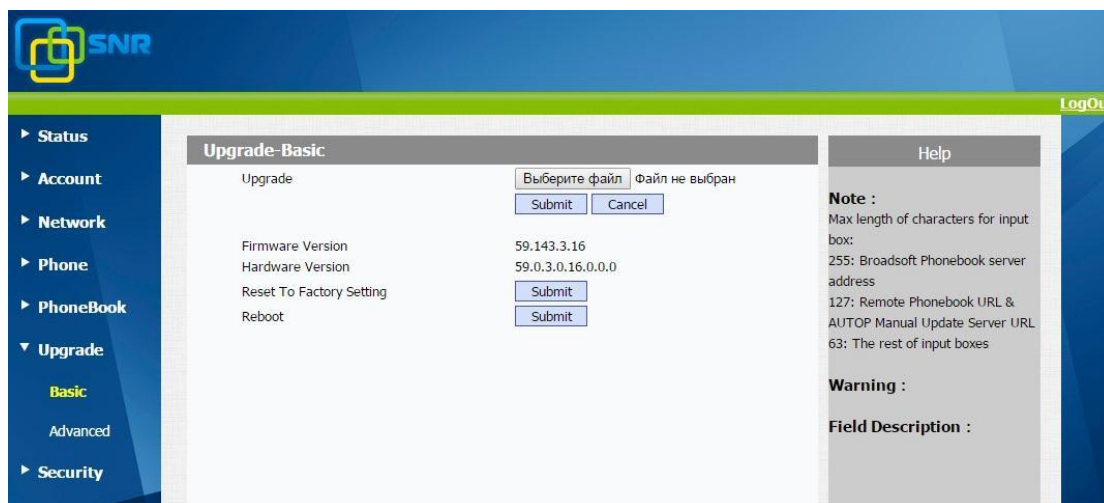 SNR
LogOu
Status
Account
Network
Phone
PhoneBook
Upgrade
Basic
Advanced
Security
Upgrade-Basic
Upgrade Выберите файл Файл не выбран
Submit Cancel
Firmware Version 59.143.3.16
Hardware Version 59.0.3.0.16.0.0.0
Reset To Factory Setting Submit
Reboot Submit
Help
Note :
Max length of characters for input
box:
255: Broadsoft Phonebook server
address
127: Remote Phonebook URL &
AUTOP Manual Update Server URL
63: The rest of input boxes
Warning :
Field Description :